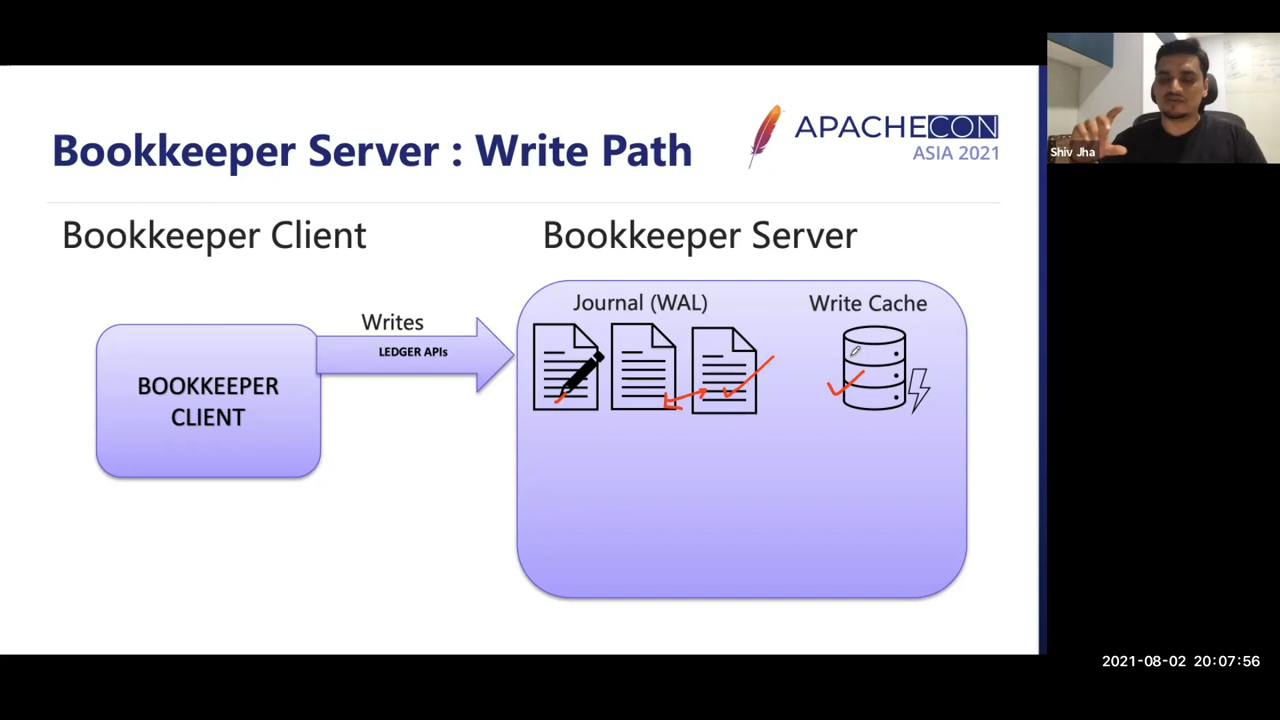 Bookkeeper Server : Write Path
APACHECON
ASIA 2021
Shiv Jha
Bookkeeper Client
Bookkeeper Server
Journal (WAL)
Write Cache
Writes
LEDGER APIs
BOOKKEEPER
CLIENT
2021-08-02 20:07:56